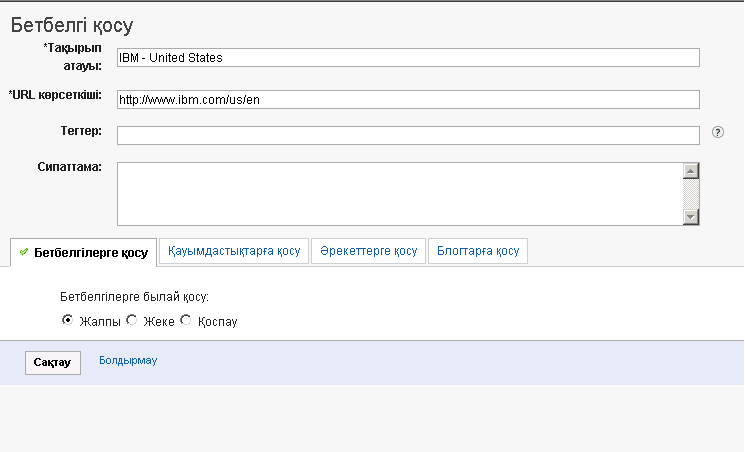 Бетбелгі қосу
*Тақырып
атауы:
IBM - United States
*URL көрсеткіші:
http://www.ibm.com/us/en
Тегтер:
?
Сипаттама:
Бетбелгілерге қосу
Қауымдастықтарға қосу
Әрекеттерге қосу
Блогтарға қосу
Бетбелгілерге былай қосу:
Жалпы Жеке Қоспау
Сақтау
Болдырмау